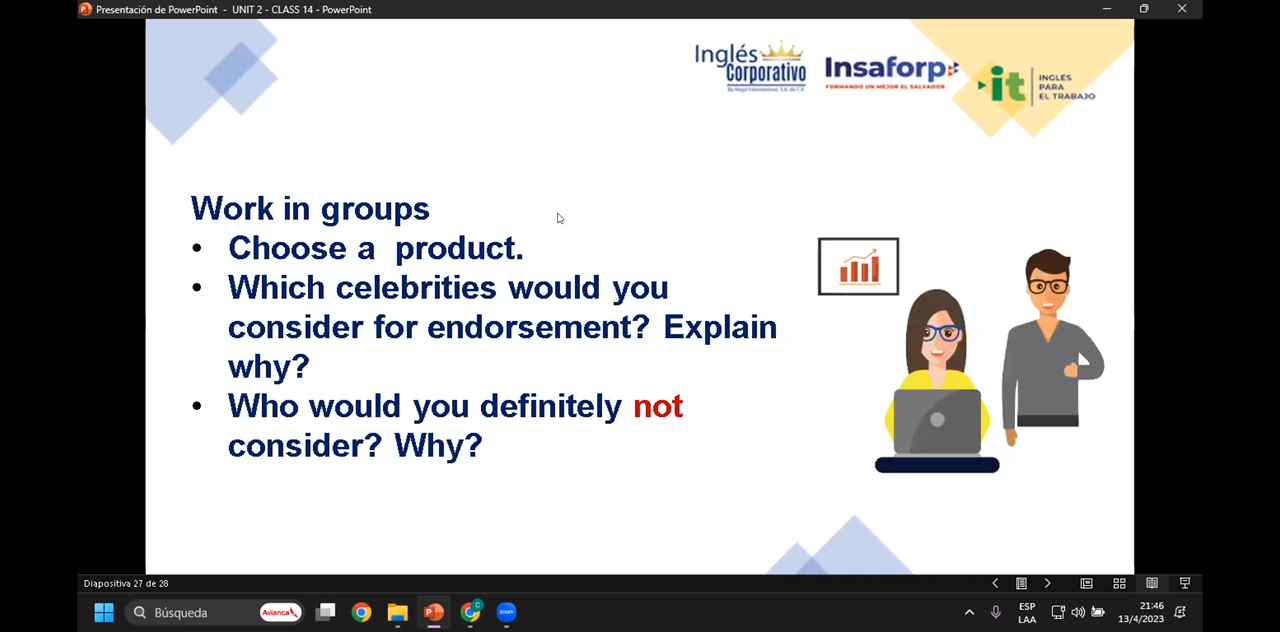 Presentación de PowerPoint - UNIT 2 - CLASS 14 - PowerPoint
Inglés
Corporativo
Insaforp
FORMANDO UN MEJOR EL SALVADOR
it
INGLÉS
PARA
EL TRABAJO
Work in groups
• Choose a product.
• Which celebrities would you
consider for endorsement? Explain
why?
• Who would you definitely not
consider? Why?
Diapositiva 27 de 28
Búsqueda
Avianca
zoom
ESP
LAA
21:46
13/4/2023